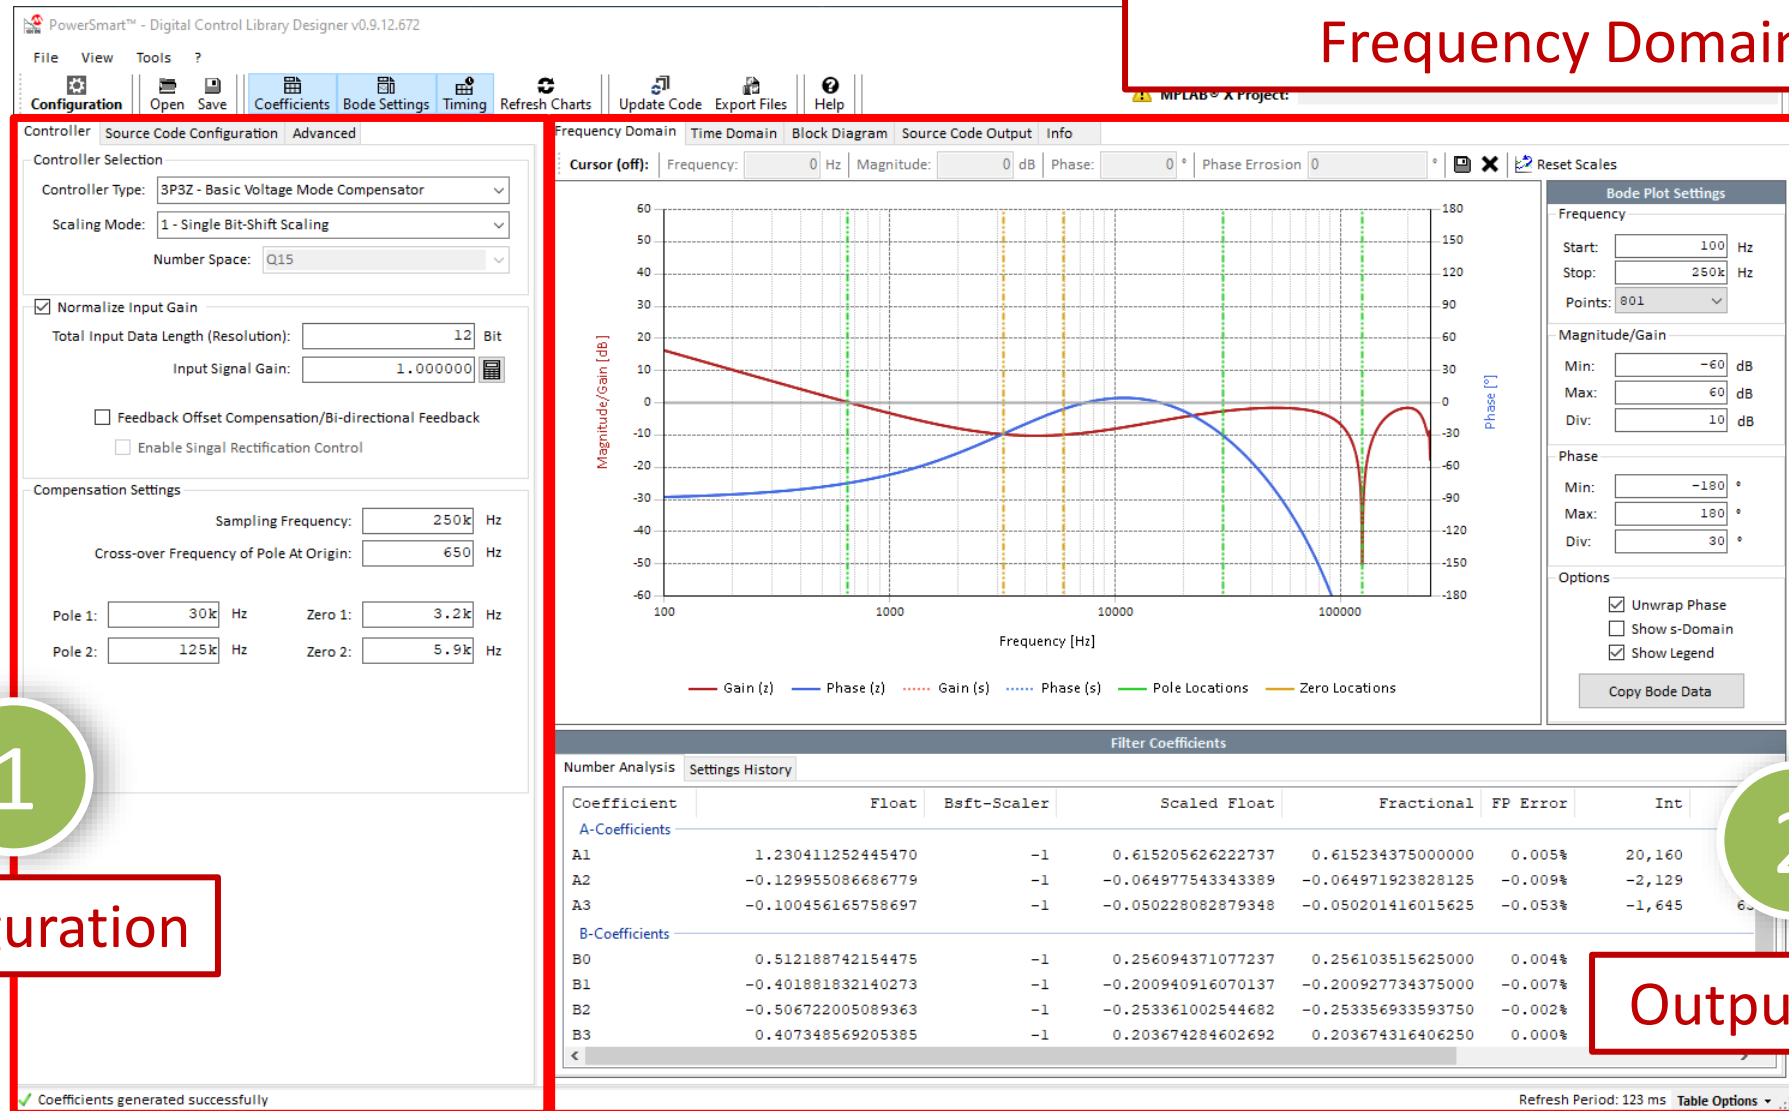 PowerSmart™ - Digital Control Library Designer v0.9.12.672
Frequency Domain
File View Tools ?
Configuration Open Save Coefficients Bode Settings Timing Refresh Charts Update Code Export Files Help
MPLAB® X Project:
Controller Source Code Configuration Advanced
Controller Selection
Controller Type: 3P3Z - Basic Voltage Mode Compensator
Scaling Mode: 1 - Single Bit-Shift Scaling
Number Space: Q15
Normalize Input Gain
Total Input Data Length (Resolution): 12 Bit
Input Signal Gain: 1.000000
Feedback Offset Compensation/Bi-directional Feedback
Enable Singal Rectification Control
Compensation Settings
Sampling Frequency: 250k Hz
Cross-over Frequency of Pole At Origin: 650 Hz
Pole 1: 30k Hz Zero 1: 3.2k Hz
Pole 2: 125k Hz Zero 2: 5.9k Hz
1
uration
Coefficients generated successfully
Frequency Domain Time Domain Block Diagram Source Code Output Info
Cursor (off): Frequency: 0 Hz Magnitude: 0 dB Phase: 0 ° Phase Errosion 0 ° Reset Scales
60 180
50 150
40 120
30 90
20 60
10 30
0 0
-10 -30
-20 -60
-30 -90
-40 -120
-50 -150
-60 -180
Magnitude/Gain [dB]
Phase [°]
100 1000 10000 100000
Frequency [Hz]
Gain (z) Phase (z) Gain (s) Phase (s) Pole Locations Zero Locations
Bode Plot Settings
Frequency
Start: 100 Hz
Stop: 250k Hz
Points: 801
Magnitude/Gain
Min: -60 dB
Max: 60 dB
Div: 10 dB
Phase
Min: -180 °
Max: 180 °
Div: 30 °
Options
Unwrap Phase
Show s-Domain
Show Legend
Copy Bode Data
Filter Coefficients
Number Analysis Settings History
Coefficient Float Bsft-Scaler Scaled Float Fractional FP Error Int
A-Coefficients
A1 1.230411252445470 -1 0.615205626222737 0.615234375000000 0.005% 20,160
A2 -0.129955086686779 -1 -0.064977543343389 -0.064971923828125 -0.009% -2,129
A3 -0.100456165758697 -1 -0.050228082879348 -0.050201416015625 -0.053% -1,645
B-Coefficients
B0 0.512188742154475 -1 0.256094371077237 0.256103515625000 0.004%
B1 -0.401881832140273 -1 -0.200940916070137 -0.200927734375000 -0.007%
B2 -0.506722005089363 -1 -0.253361002544682 -0.253356933593750 -0.002%
B3 0.407348569205385 -1 0.203674284602692 0.203674316406250 0.000%
2
Outpu
Refresh Period: 123 ms Table Options